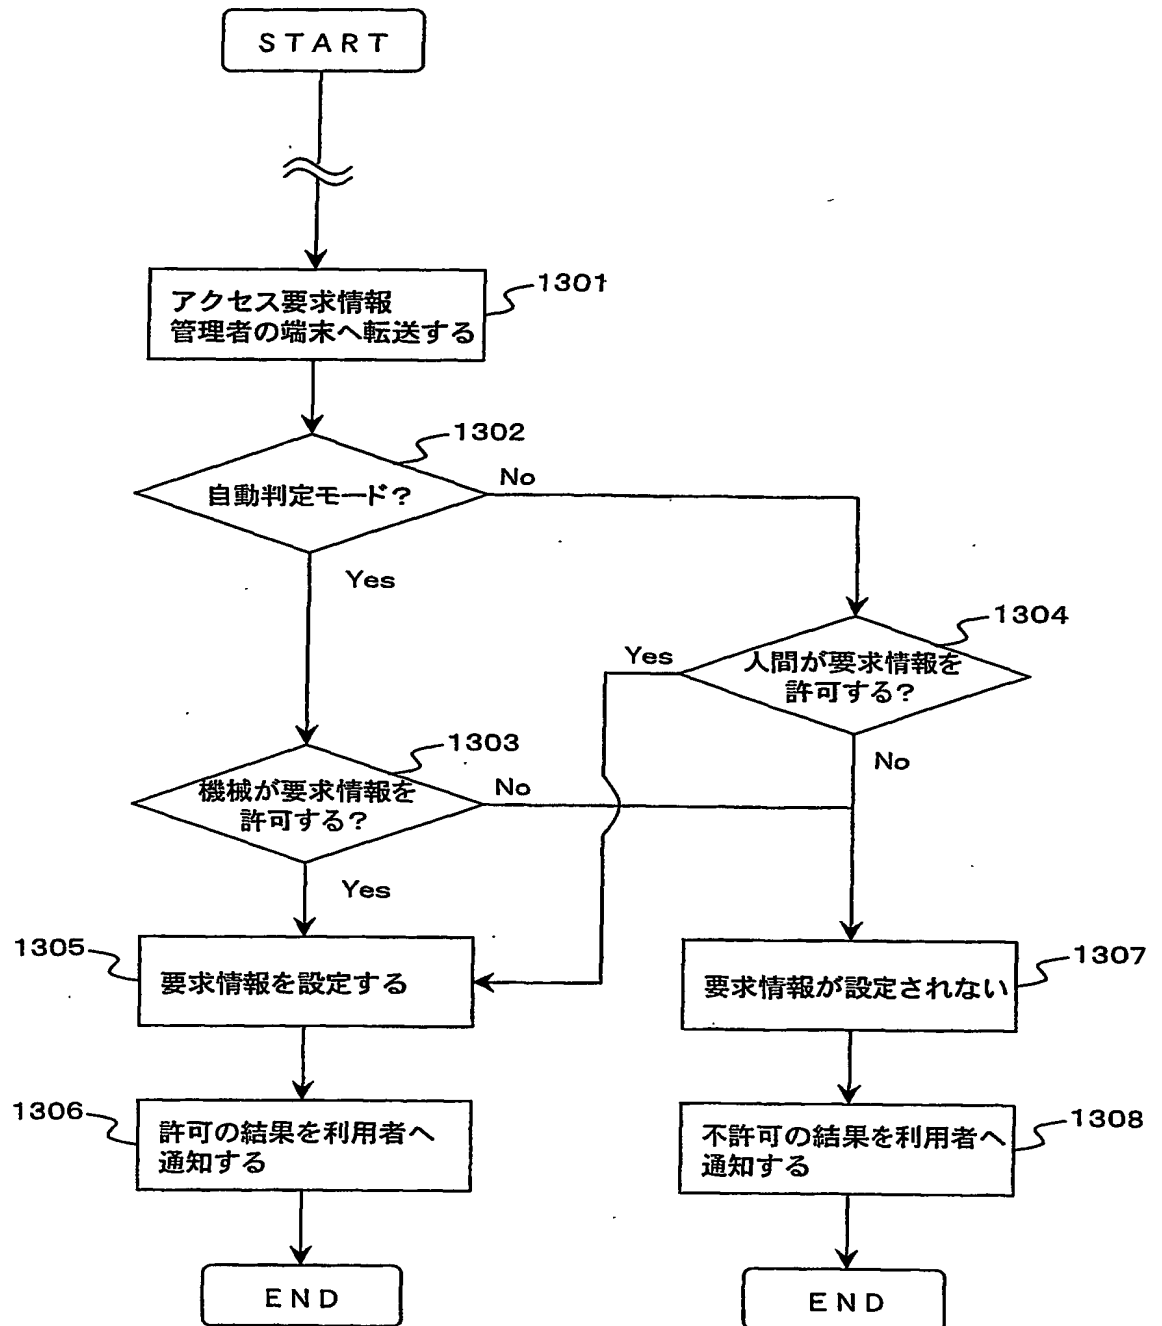 START
1301
アクセス要求情報
管理者の端末へ転送する
1302
自動判定モード?
No
Yes
1304
人間が要求情報を
許可する?
Yes
No
1303
機械が要求情報を
許可する?
No
Yes
1305
要求情報を設定する
1307
要求情報が設定されない
1306
許可の結果を利用者へ
通知する
1308
不許可の結果を利用者へ
通知する
END
END